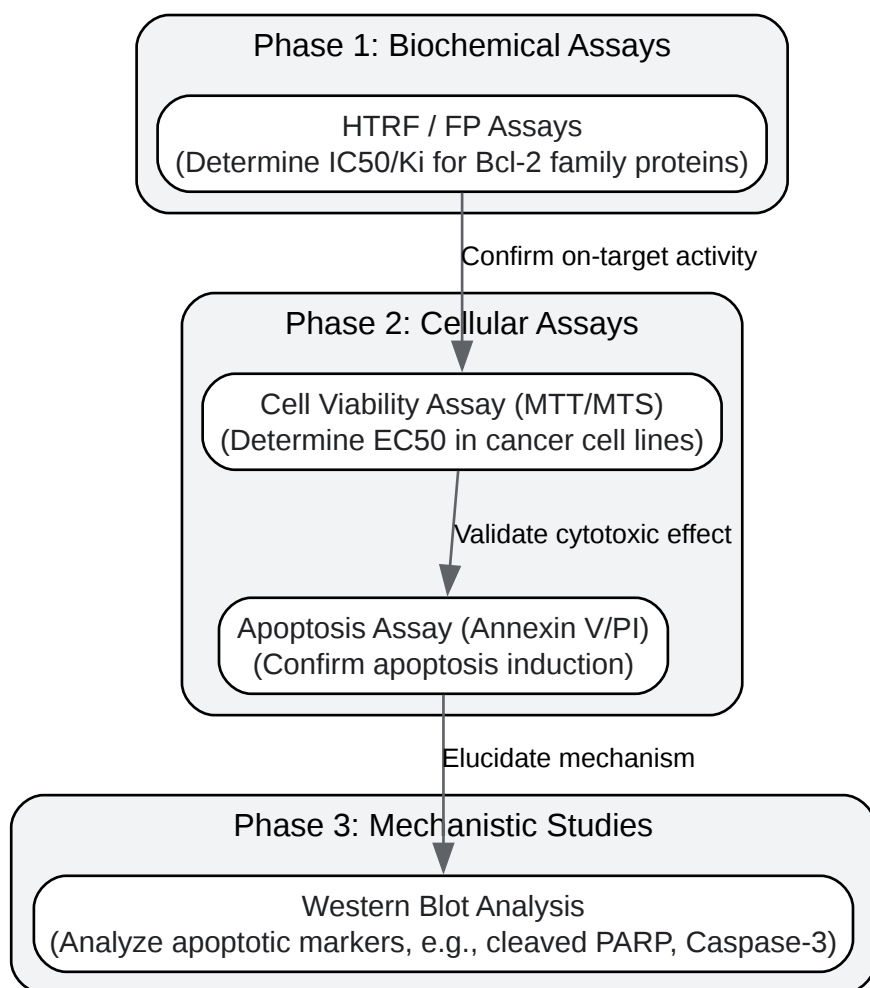 Phase 1: Biochemical Assays
HTRF / FP Assays
(Determine IC50/Ki for Bcl-2 family proteins)
Confirm on-target activity
Phase 2: Cellular Assays
Cell Viability Assay (MTT/MTS)
(Determine EC50 in cancer cell lines)
Validate cytotoxic effect
Apoptosis Assay (Annexin V/PI)
(Confirm apoptosis induction)
Elucidate mechanism
Phase 3: Mechanistic Studies
Western Blot Analysis
(Analyze apoptotic markers, e.g., cleaved PARP, Caspase-3)